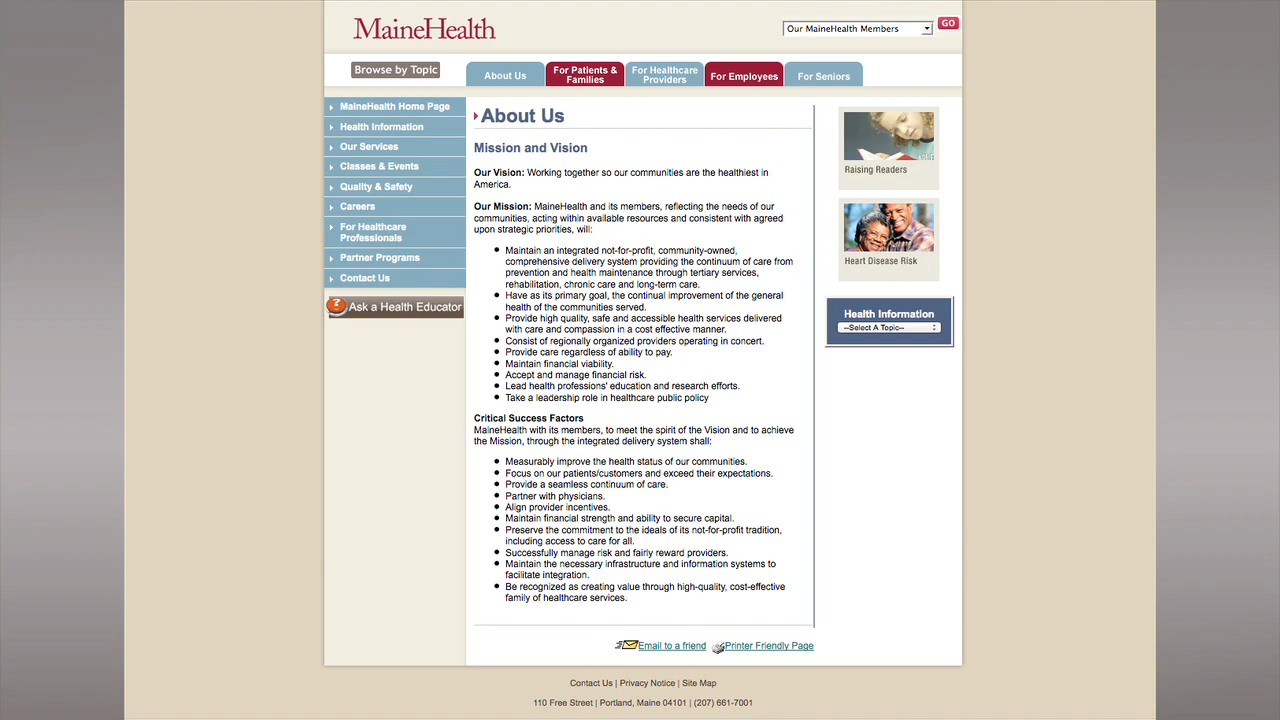 MaineHealth
Our MaineHealth Members
GO
Browse by Topic
About Us
For Patients &
Families
For Healthcare
Providers
For Employees
For Seniors
MaineHealth Home Page
Health Information
Our Services
Classes & Events
Quality & Safety
Careers
For Healthcare
Professionals
Partner Programs
Contact Us
Ask a Health Educator
About Us
Mission and Vision
Our Vision: Working together so our communities are the healthiest in
America.
Our Mission: MaineHealth and its members, reflecting the needs of our
communities, acting within available resources and consistent with agreed
upon strategic priorities, will:
Maintain an integrated not-for-profit, community-owned,
comprehensive delivery system providing the continuum of care from
prevention and health maintenance through tertiary services,
rehabilitation, chronic care and long-term care.
Have as its primary goal, the continual improvement of the general
health of the communities served.
Provide high quality, safe and accessible health services delivered
with care and compassion in a cost effective manner.
Consist of regionally organized providers operating in concert.
Provide care regardless of ability to pay.
Maintain financial viability.
Accept and manage financial risk.
Lead health professions' education and research efforts.
Take a leadership role in healthcare public policy
Critical Success Factors
MaineHealth with its members, to meet the spirit of the Vision and to achieve
the Mission, through the integrated delivery system shall:
Measurably improve the health status of our communities.
Focus on our patients/customers and exceed their expectations.
Provide a seamless continuum of care.
Partner with physicians.
Align provider incentives.
Maintain financial strength and ability to secure capital.
Preserve the commitment to the ideals of its not-for-profit tradition,
including access to care for all.
Successfully manage risk and fairly reward providers.
Maintain the necessary infrastructure and information systems to
facilitate integration.
Be recognized as creating value through high-quality, cost-effective
family of healthcare services.
Email to a friend
Printer Friendly Page
Raising Readers
Heart Disease Risk
Health Information
--Select A Topic--
Contact Us | Privacy Notice | Site Map
110 Free Street | Portland, Maine 04101 | (207) 661-7001